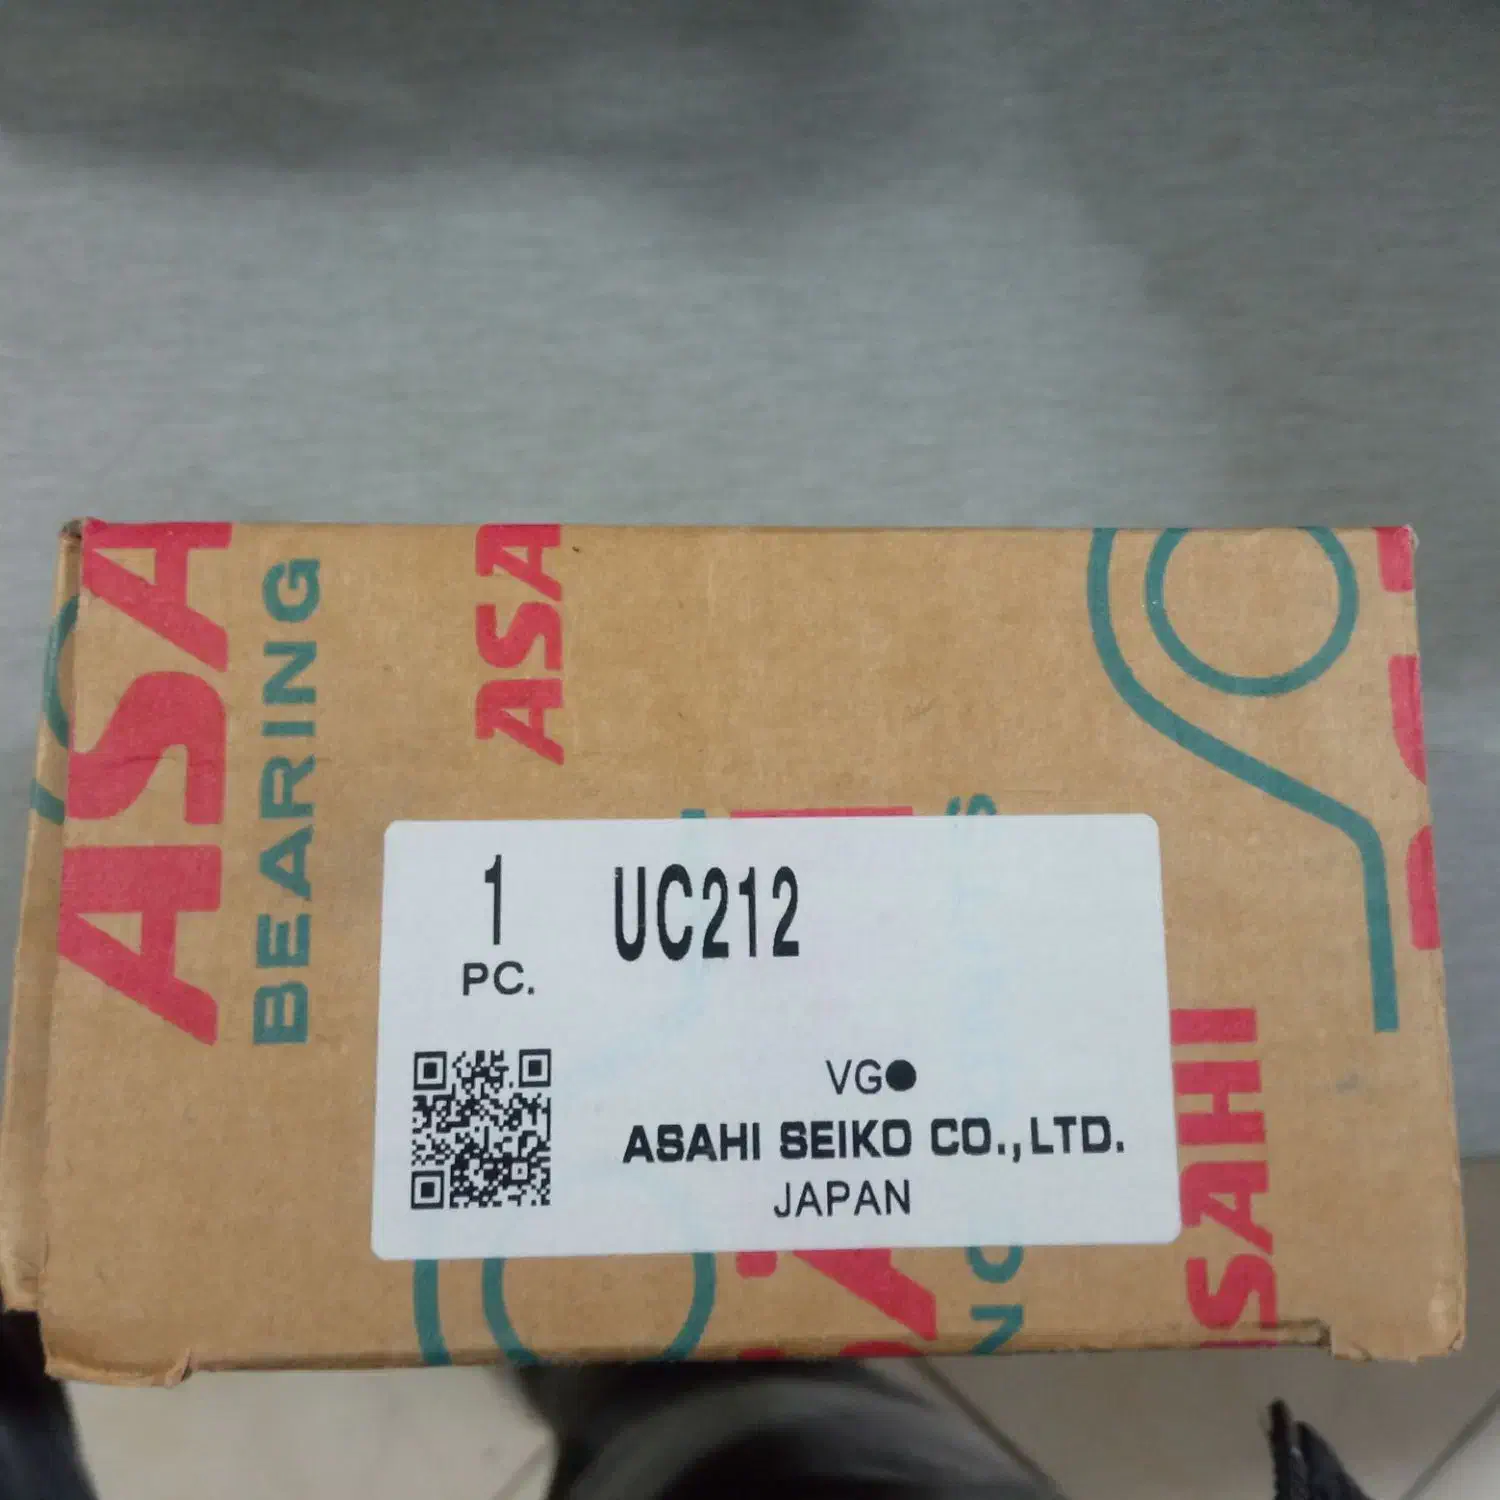 ASA
BEARING
ASA
1
PC.
UC212
VG●
ASAHI SEIKO CO.,LTD.
JAPAN
ASAHI